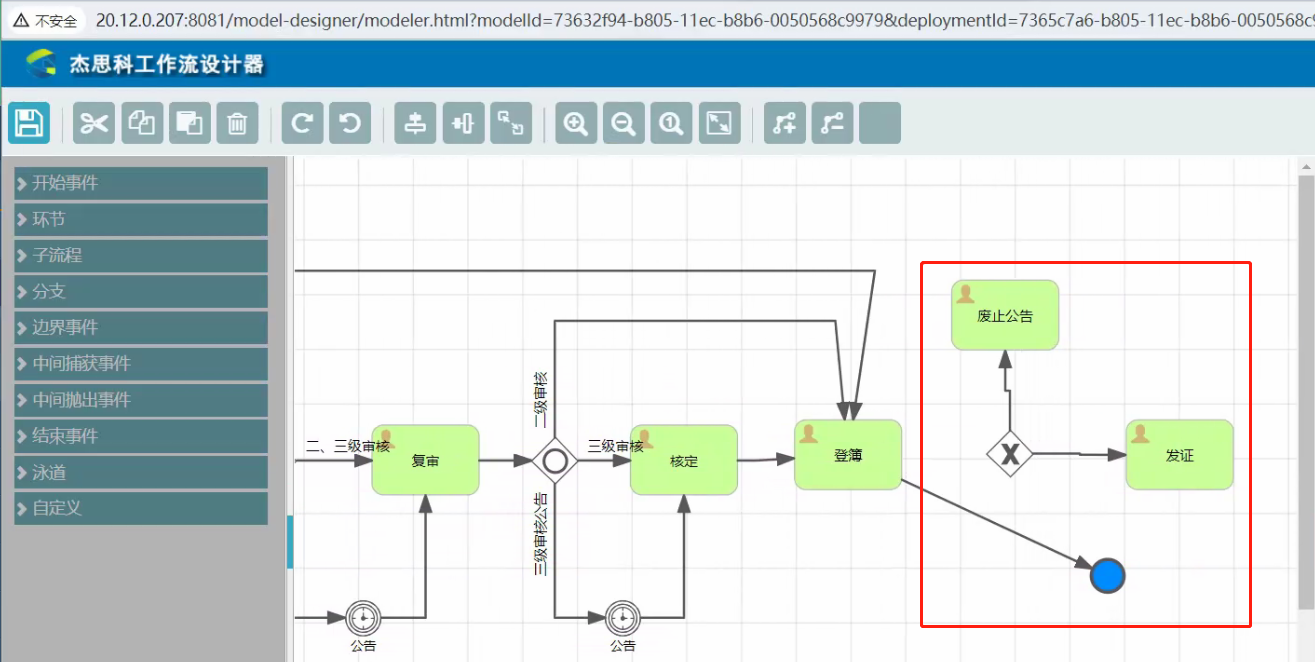 不安全 20.12.0.207:8081/model-designer/modeler.html?modelId=73632f94-b805-11ec-b8b6-0050568c9979&deploymentId=7365c7a6-b805-11ec-b8b6-0050568c9
杰思科工作流设计器
开始事件
环节
子流程
分支
边界事件
中间捕获事件
中间抛出事件
结束事件
泳道
自定义
废止公告
二级审核
二、三级审核
复审
三级审核
核定
登簿
X
发证
三级审核公告
公告
公告